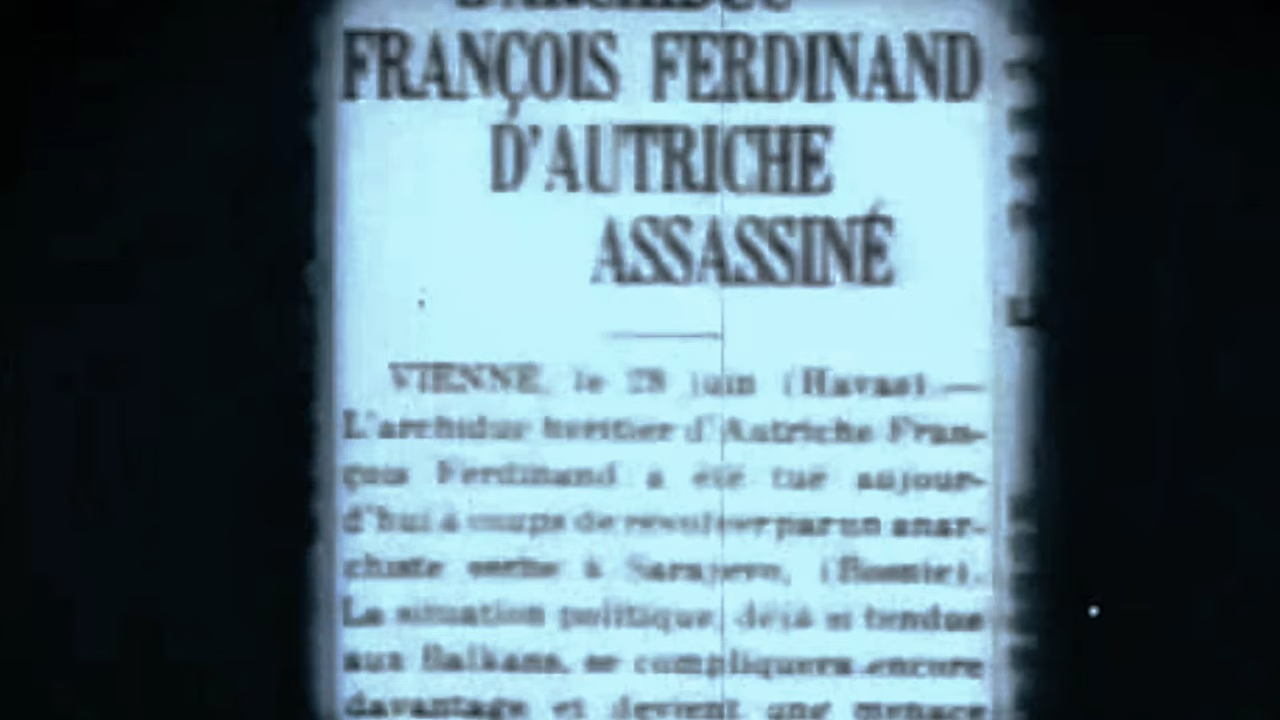 L'ARCHIDUC
FRANÇOIS FERDINAND
D'AUTRICHE
ASSASSINÉ
VIENNE, le 28 juin (Havas).—
L'archiduc héritier d'Autriche Fran-
çois Ferdinand a été tué aujour-
d'hui à coups de revolver par un anar-
chiste serbe à Sarajevo, (Bosnie).
La situation politique, déjà si tendue
aux Balkans, se compliquera encore
davantage et devient une menace